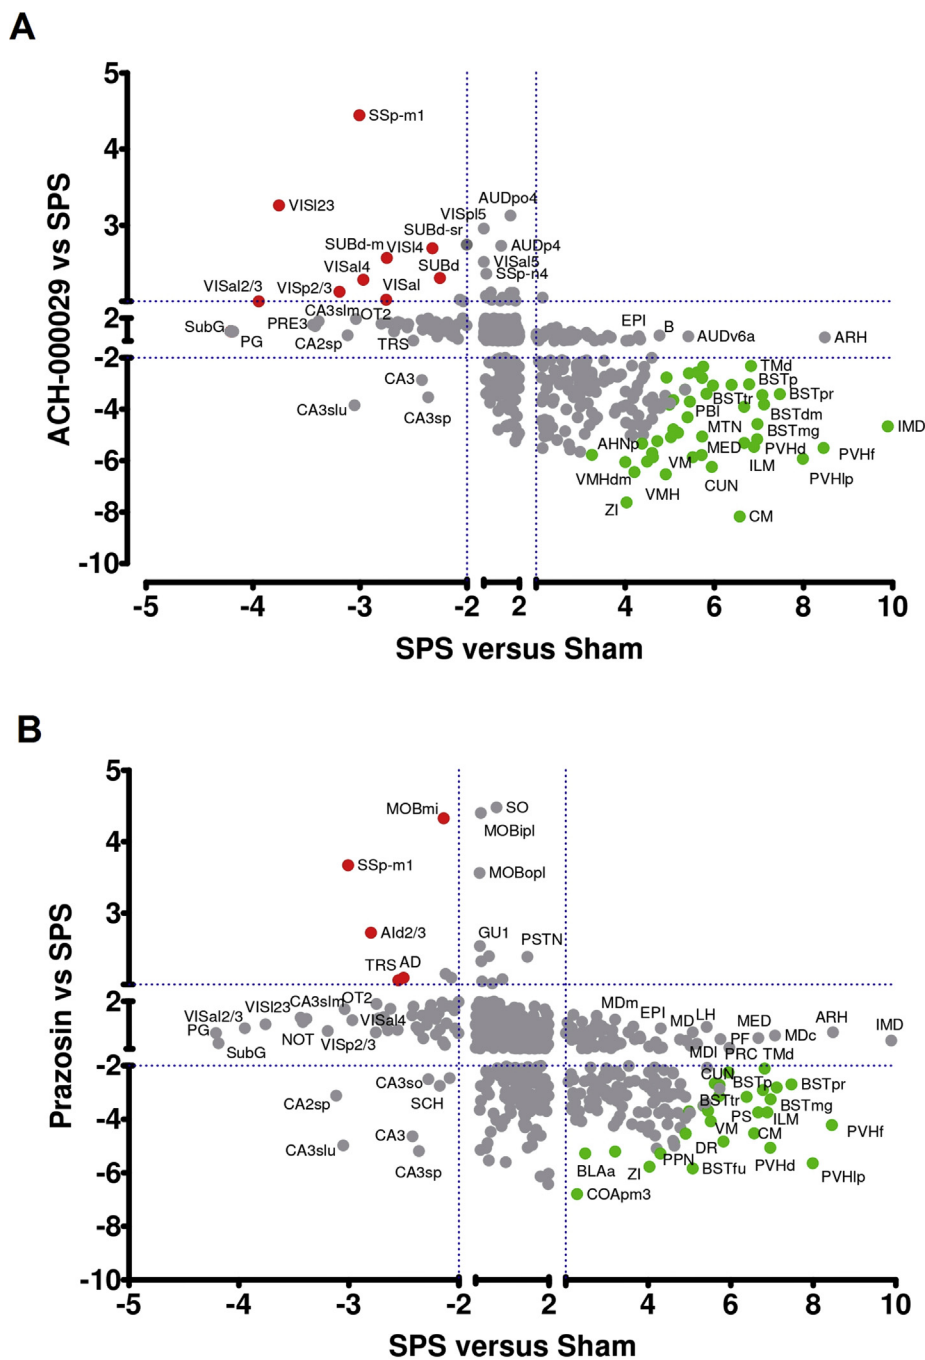 A
5
SSp-m1
4
AUDpo4
VISl23
VISpl5
3
SUBd-sr
SUBd-m
VISl4
AUDp4
VISal4
SUBd
VISal5
SSp-n4
VISal2/3
VISp2/3
VISal
CA3slm
OT2
2
SubG
PRE3
EPI
B
PG
CA2sp
TRS
AUDv6a
ARH
-2
TMd
CA3
BSTp
-4
CA3slu
CA3sp
BSTtr
BSTpr
PBl
BSTdm
IMD
MTN
BSTmg
AHNp
MED
PVHd
PVHf
-6
VM
ILM
VMHdm
VMH
CUN
PVHlp
-8
ZI
CM
-10
-5
-4
-3
-2
2
4
6
8
10
ACH-000029 vs SPS
SPS versus Sham
B
5
MOBmi
SO
MOBipl
4
SSp-m1
MOBopl
3
AId2/3
GU1
PSTN
TRS
AD
CA3slm
OT2
2
VISl23
MDm
VISal2/3
VISal4
EPI
LH
MED
ARH
PG
MD
PF
MDc
IMD
NOT
VISp2/3
SubG
MDl
PRC
TMd
-2
CA3so
CUN
BSTp
BSTpr
CA2sp
SCH
BSTtr
BSTmg
-4
PS
ILM
CA3
VM
CM
PVHf
CA3slu
DR
CA3sp
PPN
PVHd
-6
BLAa
ZI
BSTfu
PVHlp
COApm3
-8
-10
-5
-4
-3
-2
2
4
6
8
10
Prazosin vs SPS
SPS versus Sham